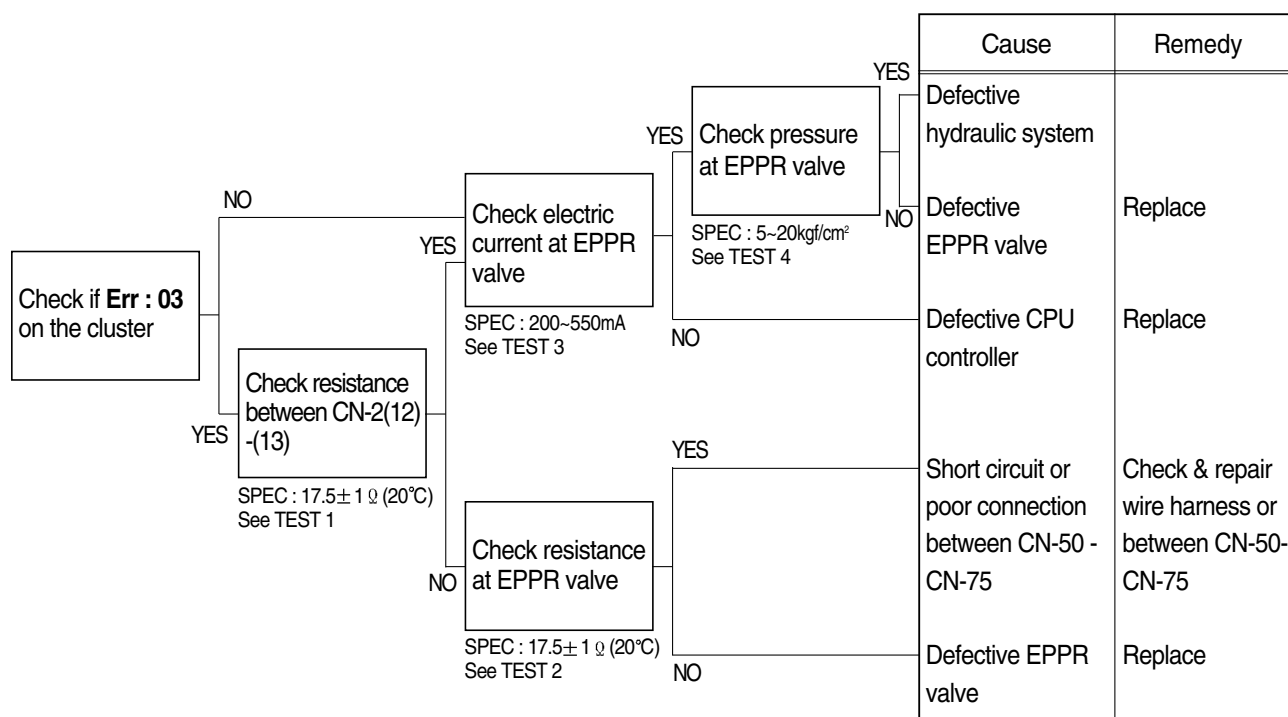 Cause
Remedy
YES
Defective
hydraulic system
YES
Check pressure
at EPPR valve
NO
Check electric
current at EPPR
valve
YES
NO
Defective
EPPR valve
Replace
SPEC : 5~20kgf/cm²
See TEST 4
Check if Err : 03
on the cluster
SPEC : 200~550mA
See TEST 3
NO
Defective CPU
controller
Replace
Check resistance
between CN-2(12)
-(13)
YES
SPEC : 17.5±1 Ω (20°C)
See TEST 1
YES
Short circuit or
poor connection
between CN-50 -
CN-75
Check & repair
wire harness or
between CN-50-
CN-75
Check resistance
at EPPR valve
NO
SPEC : 17.5±1 Ω (20°C)
See TEST 2
NO
Defective EPPR
valve
Replace